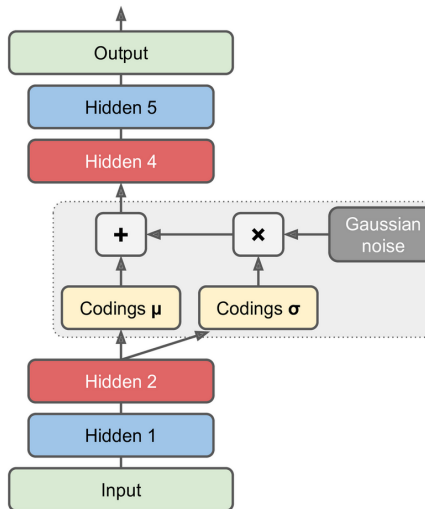 Output
Hidden 5
Hidden 4
+
×
Gaussian
noise
Codings μ
Codings σ
Hidden 2
Hidden 1
Input